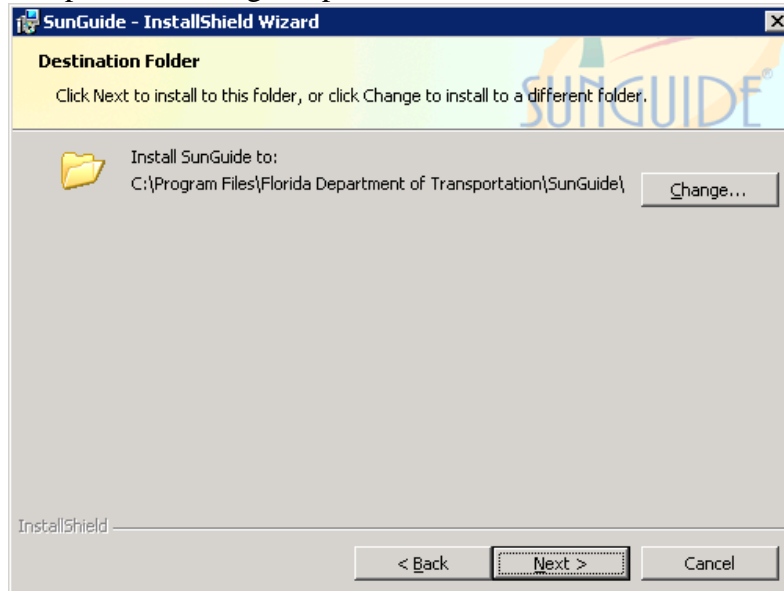 SunGuide - InstallShield Wizard
Destination Folder
Click Next to install to this folder, or click Change to install to a different folder.
SUNGUIDE®
Install SunGuide to:
C:\Program Files\Florida Department of Transportation\SunGuide\
Change...
InstallShield
< Back
Next >
Cancel